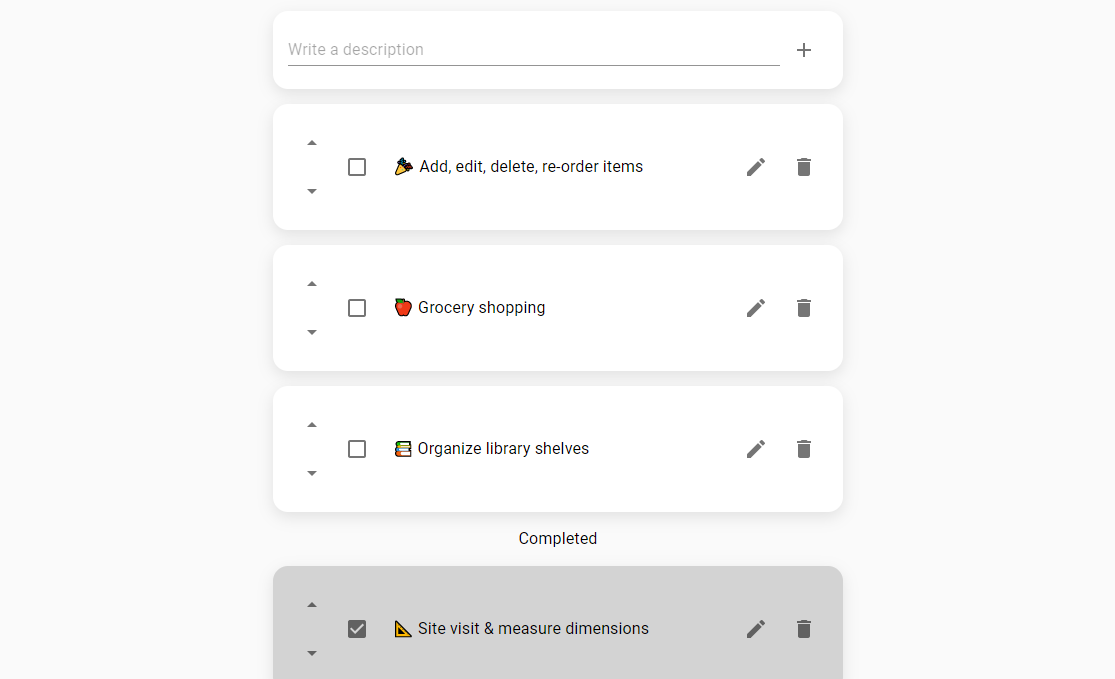 Write a description
🎉 Add, edit, delete, re-order items
🍎 Grocery shopping
📚 Organize library shelves
Completed
📐 Site visit & measure dimensions